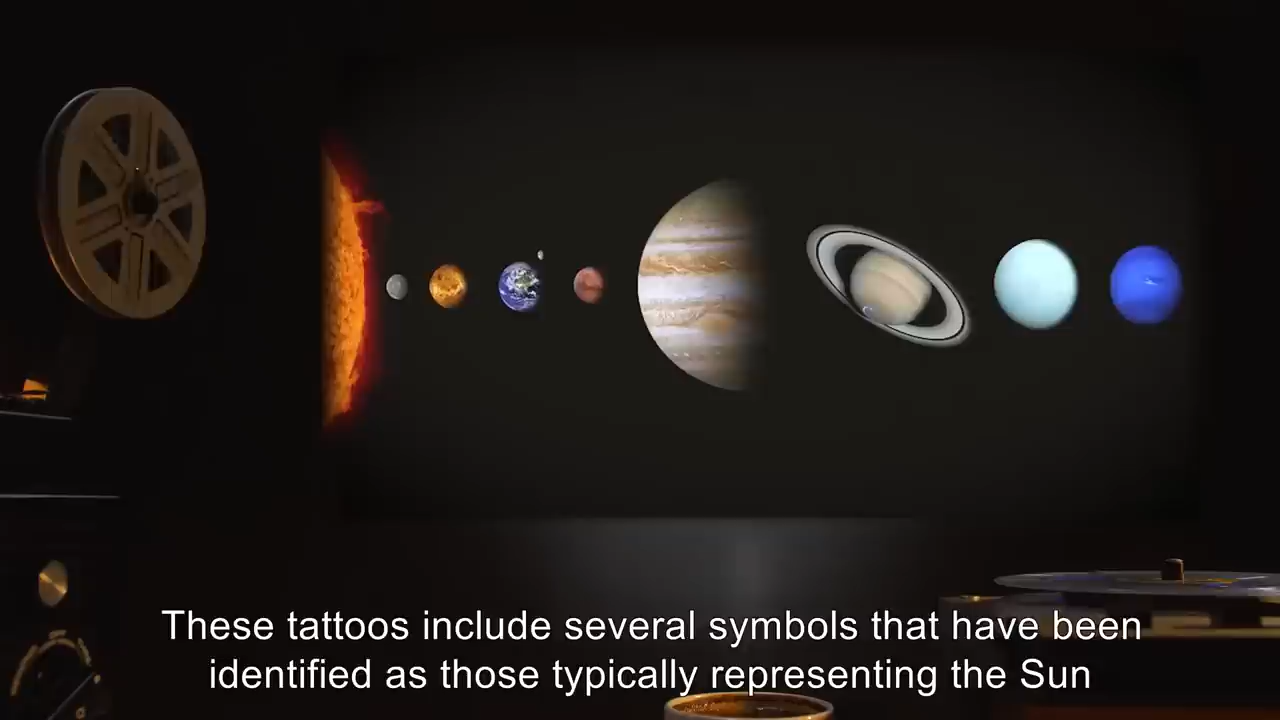 These tattoos include several symbols that have been
identified as those typically representing the Sun